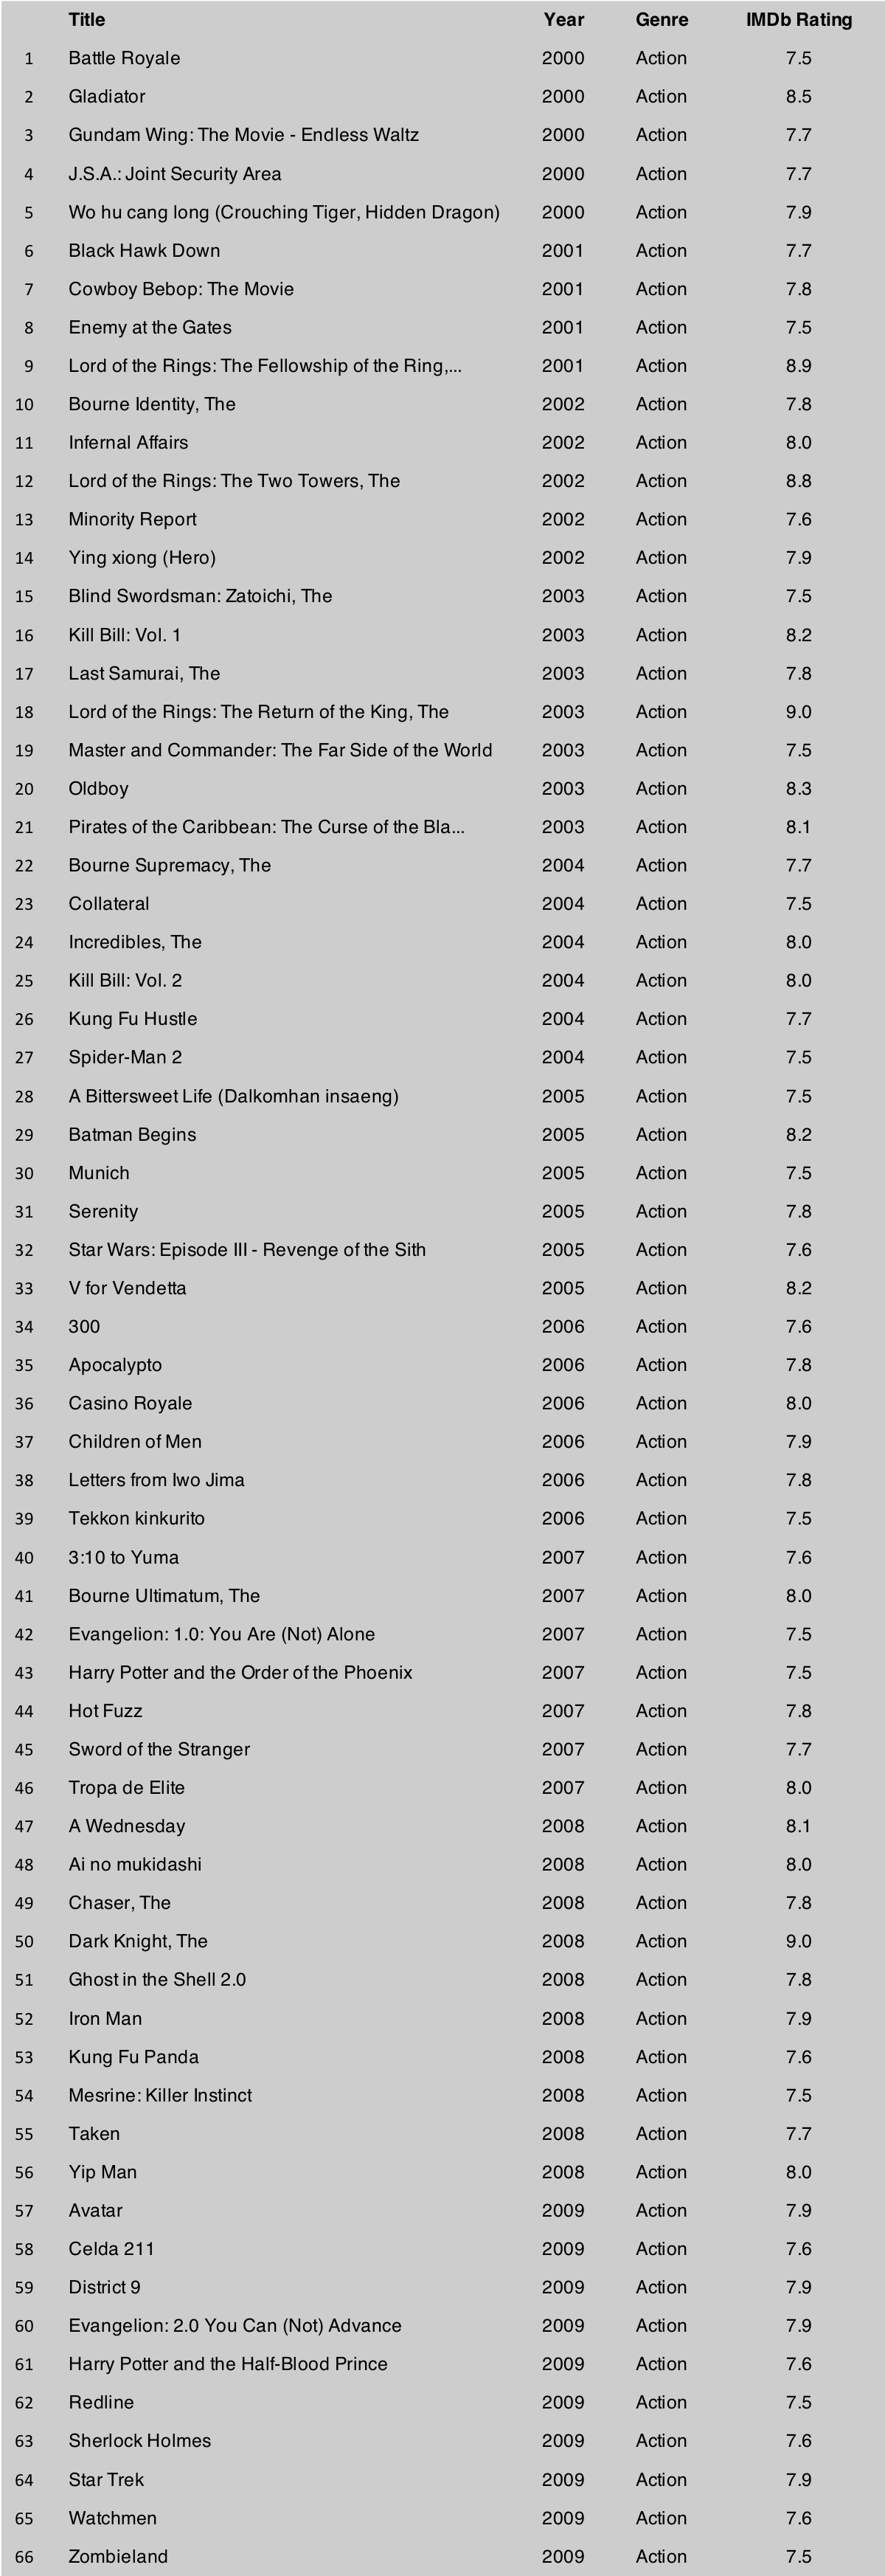 Title Year Genre IMDb Rating
1 Battle Royale 2000 Action 7.5
2 Gladiator 2000 Action 8.5
3 Gundam Wing: The Movie - Endless Waltz 2000 Action 7.7
4 J.S.A.: Joint Security Area 2000 Action 7.7
5 Wo hu cang long (Crouching Tiger, Hidden Dragon) 2000 Action 7.9
6 Black Hawk Down 2001 Action 7.7
7 Cowboy Bebop: The Movie 2001 Action 7.8
8 Enemy at the Gates 2001 Action 7.5
9 Lord of the Rings: The Fellowship of the Ring,... 2001 Action 8.9
10 Bourne Identity, The 2002 Action 7.8
11 Infernal Affairs 2002 Action 8.0
12 Lord of the Rings: The Two Towers, The 2002 Action 8.8
13 Minority Report 2002 Action 7.6
14 Ying xiong (Hero) 2002 Action 7.9
15 Blind Swordsman: Zatoichi, The 2003 Action 7.5
16 Kill Bill: Vol. 1 2003 Action 8.2
17 Last Samurai, The 2003 Action 7.8
18 Lord of the Rings: The Return of the King, The 2003 Action 9.0
19 Master and Commander: The Far Side of the World 2003 Action 7.5
20 Oldboy 2003 Action 8.3
21 Pirates of the Caribbean: The Curse of the Bla... 2003 Action 8.1
22 Bourne Supremacy, The 2004 Action 7.7
23 Collateral 2004 Action 7.5
24 Incredibles, The 2004 Action 8.0
25 Kill Bill: Vol. 2 2004 Action 8.0
26 Kung Fu Hustle 2004 Action 7.7
27 Spider-Man 2 2004 Action 7.5
28 A Bittersweet Life (Dalkomhan insaeng) 2005 Action 7.5
29 Batman Begins 2005 Action 8.2
30 Munich 2005 Action 7.5
31 Serenity 2005 Action 7.8
32 Star Wars: Episode III - Revenge of the Sith 2005 Action 7.6
33 V for Vendetta 2005 Action 8.2
34 300 2006 Action 7.6
35 Apocalypto 2006 Action 7.8
36 Casino Royale 2006 Action 8.0
37 Children of Men 2006 Action 7.9
38 Letters from Iwo Jima 2006 Action 7.8
39 Tekkon kinkurito 2006 Action 7.5
40 3:10 to Yuma 2007 Action 7.6
41 Bourne Ultimatum, The 2007 Action 8.0
42 Evangelion: 1.0: You Are (Not) Alone 2007 Action 7.5
43 Harry Potter and the Order of the Phoenix 2007 Action 7.5
44 Hot Fuzz 2007 Action 7.8
45 Sword of the Stranger 2007 Action 7.7
46 Tropa de Elite 2007 Action 8.0
47 A Wednesday 2008 Action 8.1
48 Ai no mukidashi 2008 Action 8.0
49 Chaser, The 2008 Action 7.8
50 Dark Knight, The 2008 Action 9.0
51 Ghost in the Shell 2.0 2008 Action 7.8
52 Iron Man 2008 Action 7.9
53 Kung Fu Panda 2008 Action 7.6
54 Mesrine: Killer Instinct 2008 Action 7.5
55 Taken 2008 Action 7.7
56 Yip Man 2008 Action 8.0
57 Avatar 2009 Action 7.9
58 Celda 211 2009 Action 7.6
59 District 9 2009 Action 7.9
60 Evangelion: 2.0 You Can (Not) Advance 2009 Action 7.9
61 Harry Potter and the Half-Blood Prince 2009 Action 7.6
62 Redline 2009 Action 7.5
63 Sherlock Holmes 2009 Action 7.6
64 Star Trek 2009 Action 7.9
65 Watchmen 2009 Action 7.6
66 Zombieland 2009 Action 7.5